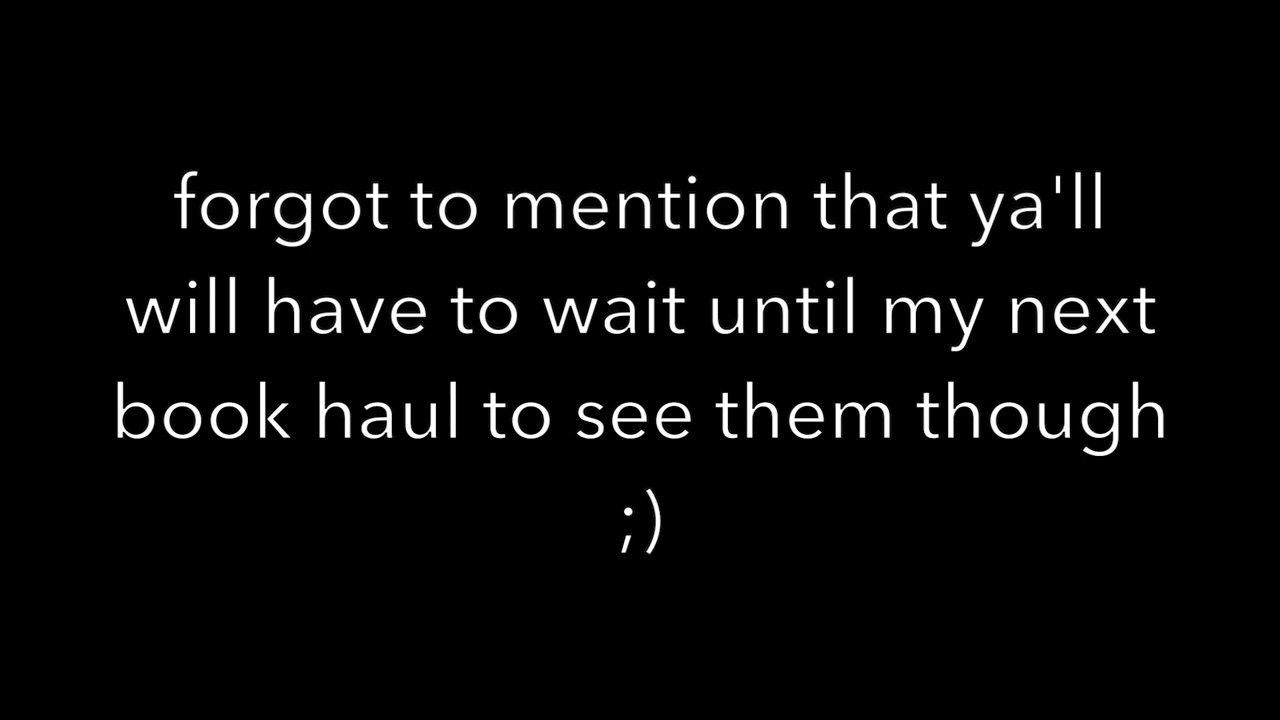 forgot to mention that ya'll
will have to wait until my next
book haul to see them though
;)